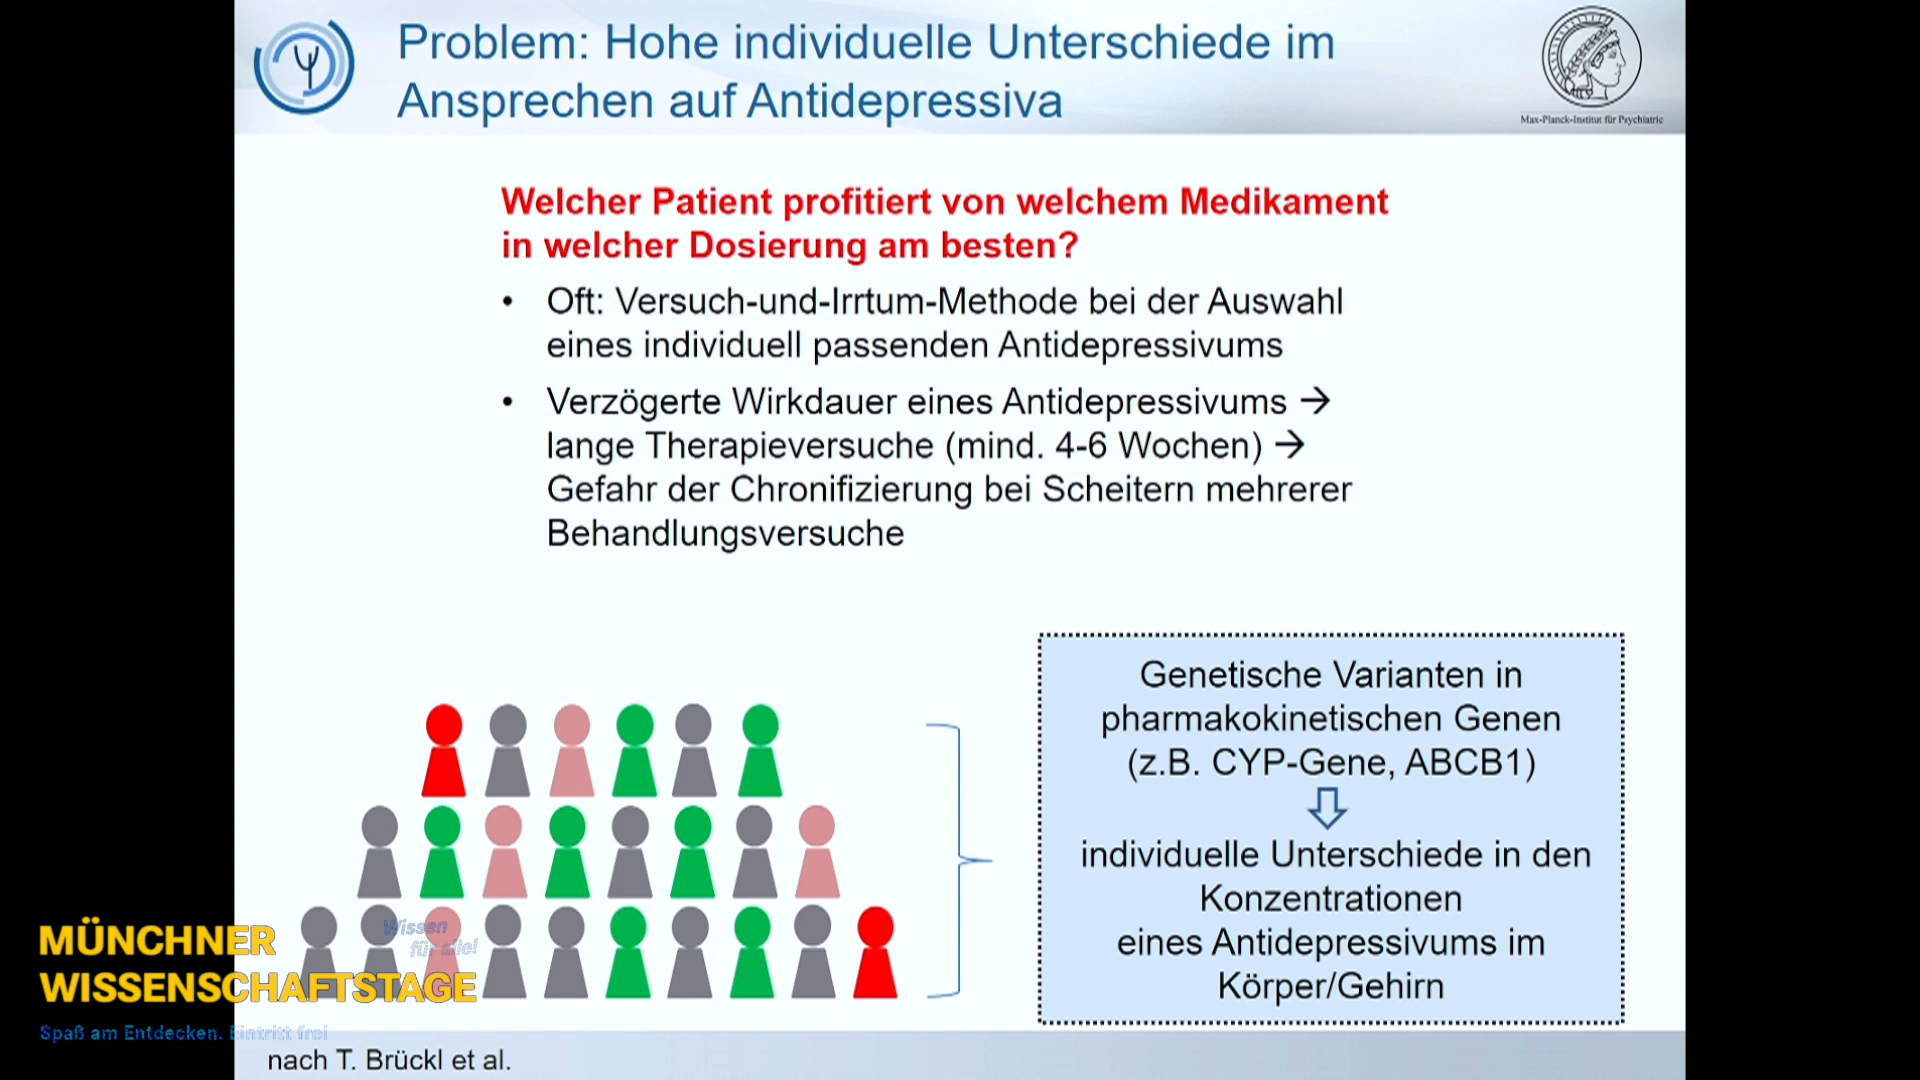 Problem: Hohe individuelle Unterschiede im
Ansprechen auf Antidepressiva
Max-Planck-Institut für Psychiatrie
Welcher Patient profitiert von welchem Medikament
in welcher Dosierung am besten?
• Oft: Versuch-und-Irrtum-Methode bei der Auswahl
eines individuell passenden Antidepressivums
• Verzögerte Wirkdauer eines Antidepressivums →
lange Therapieversuche (mind. 4-6 Wochen) →
Gefahr der Chronifizierung bei Scheitern mehrerer
Behandlungsversuche
Genetische Varianten in
pharmakokinetischen Genen
(z.B. CYP-Gene, ABCB1)
individuelle Unterschiede in den
Konzentrationen
eines Antidepressivums im
Körper/Gehirn
Wissen
für alle!
MÜNCHNER
WISSENSCHAFTSTAGE
Spaß am Entdecken. Eintritt frei
nach T. Brückl et al.